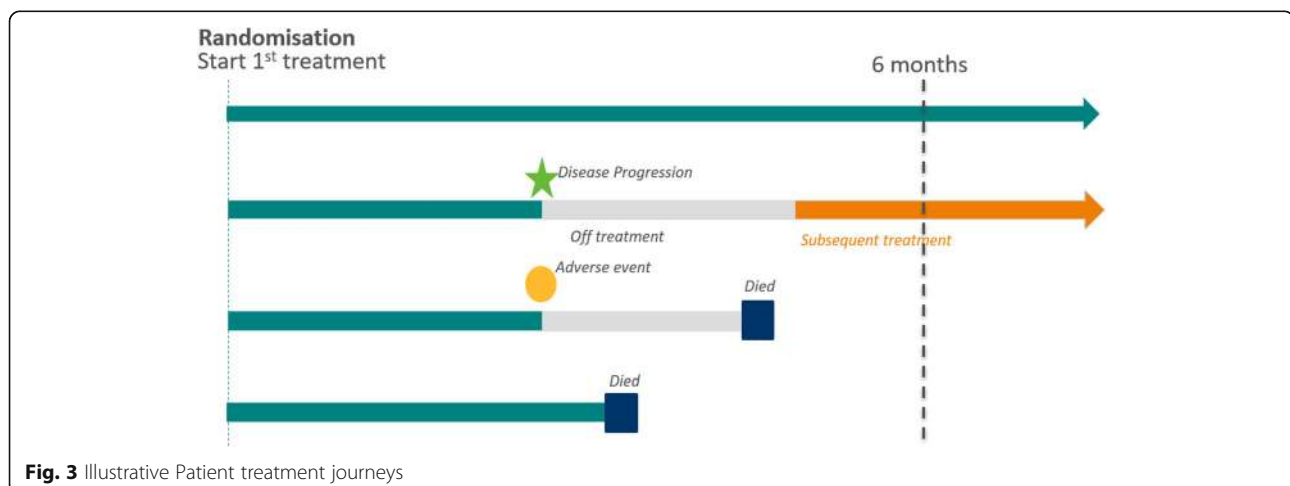 Randomisation
Start 1st treatment
6 months
Disease Progression
Off treatment
Subsequent treatment
Adverse event
Died
Died
Fig. 3 Illustrative Patient treatment journeys